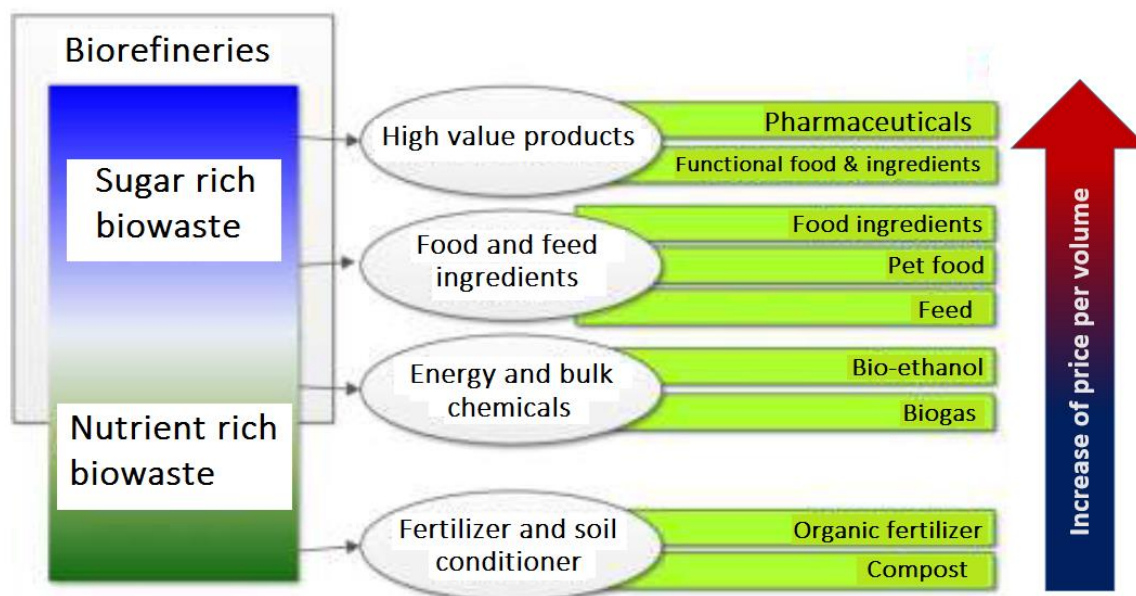 Biorefineries
Sugar rich
biowaste
Nutrient rich
biowaste
High value products
Pharmaceuticals
Functional food & ingredients
Food and feed
ingredients
Food ingredients
Pet food
Feed
Energy and bulk
chemicals
Bio-ethanol
Biogas
Fertilizer and soil
conditioner
Organic fertilizer
Compost
Increase of price per volume